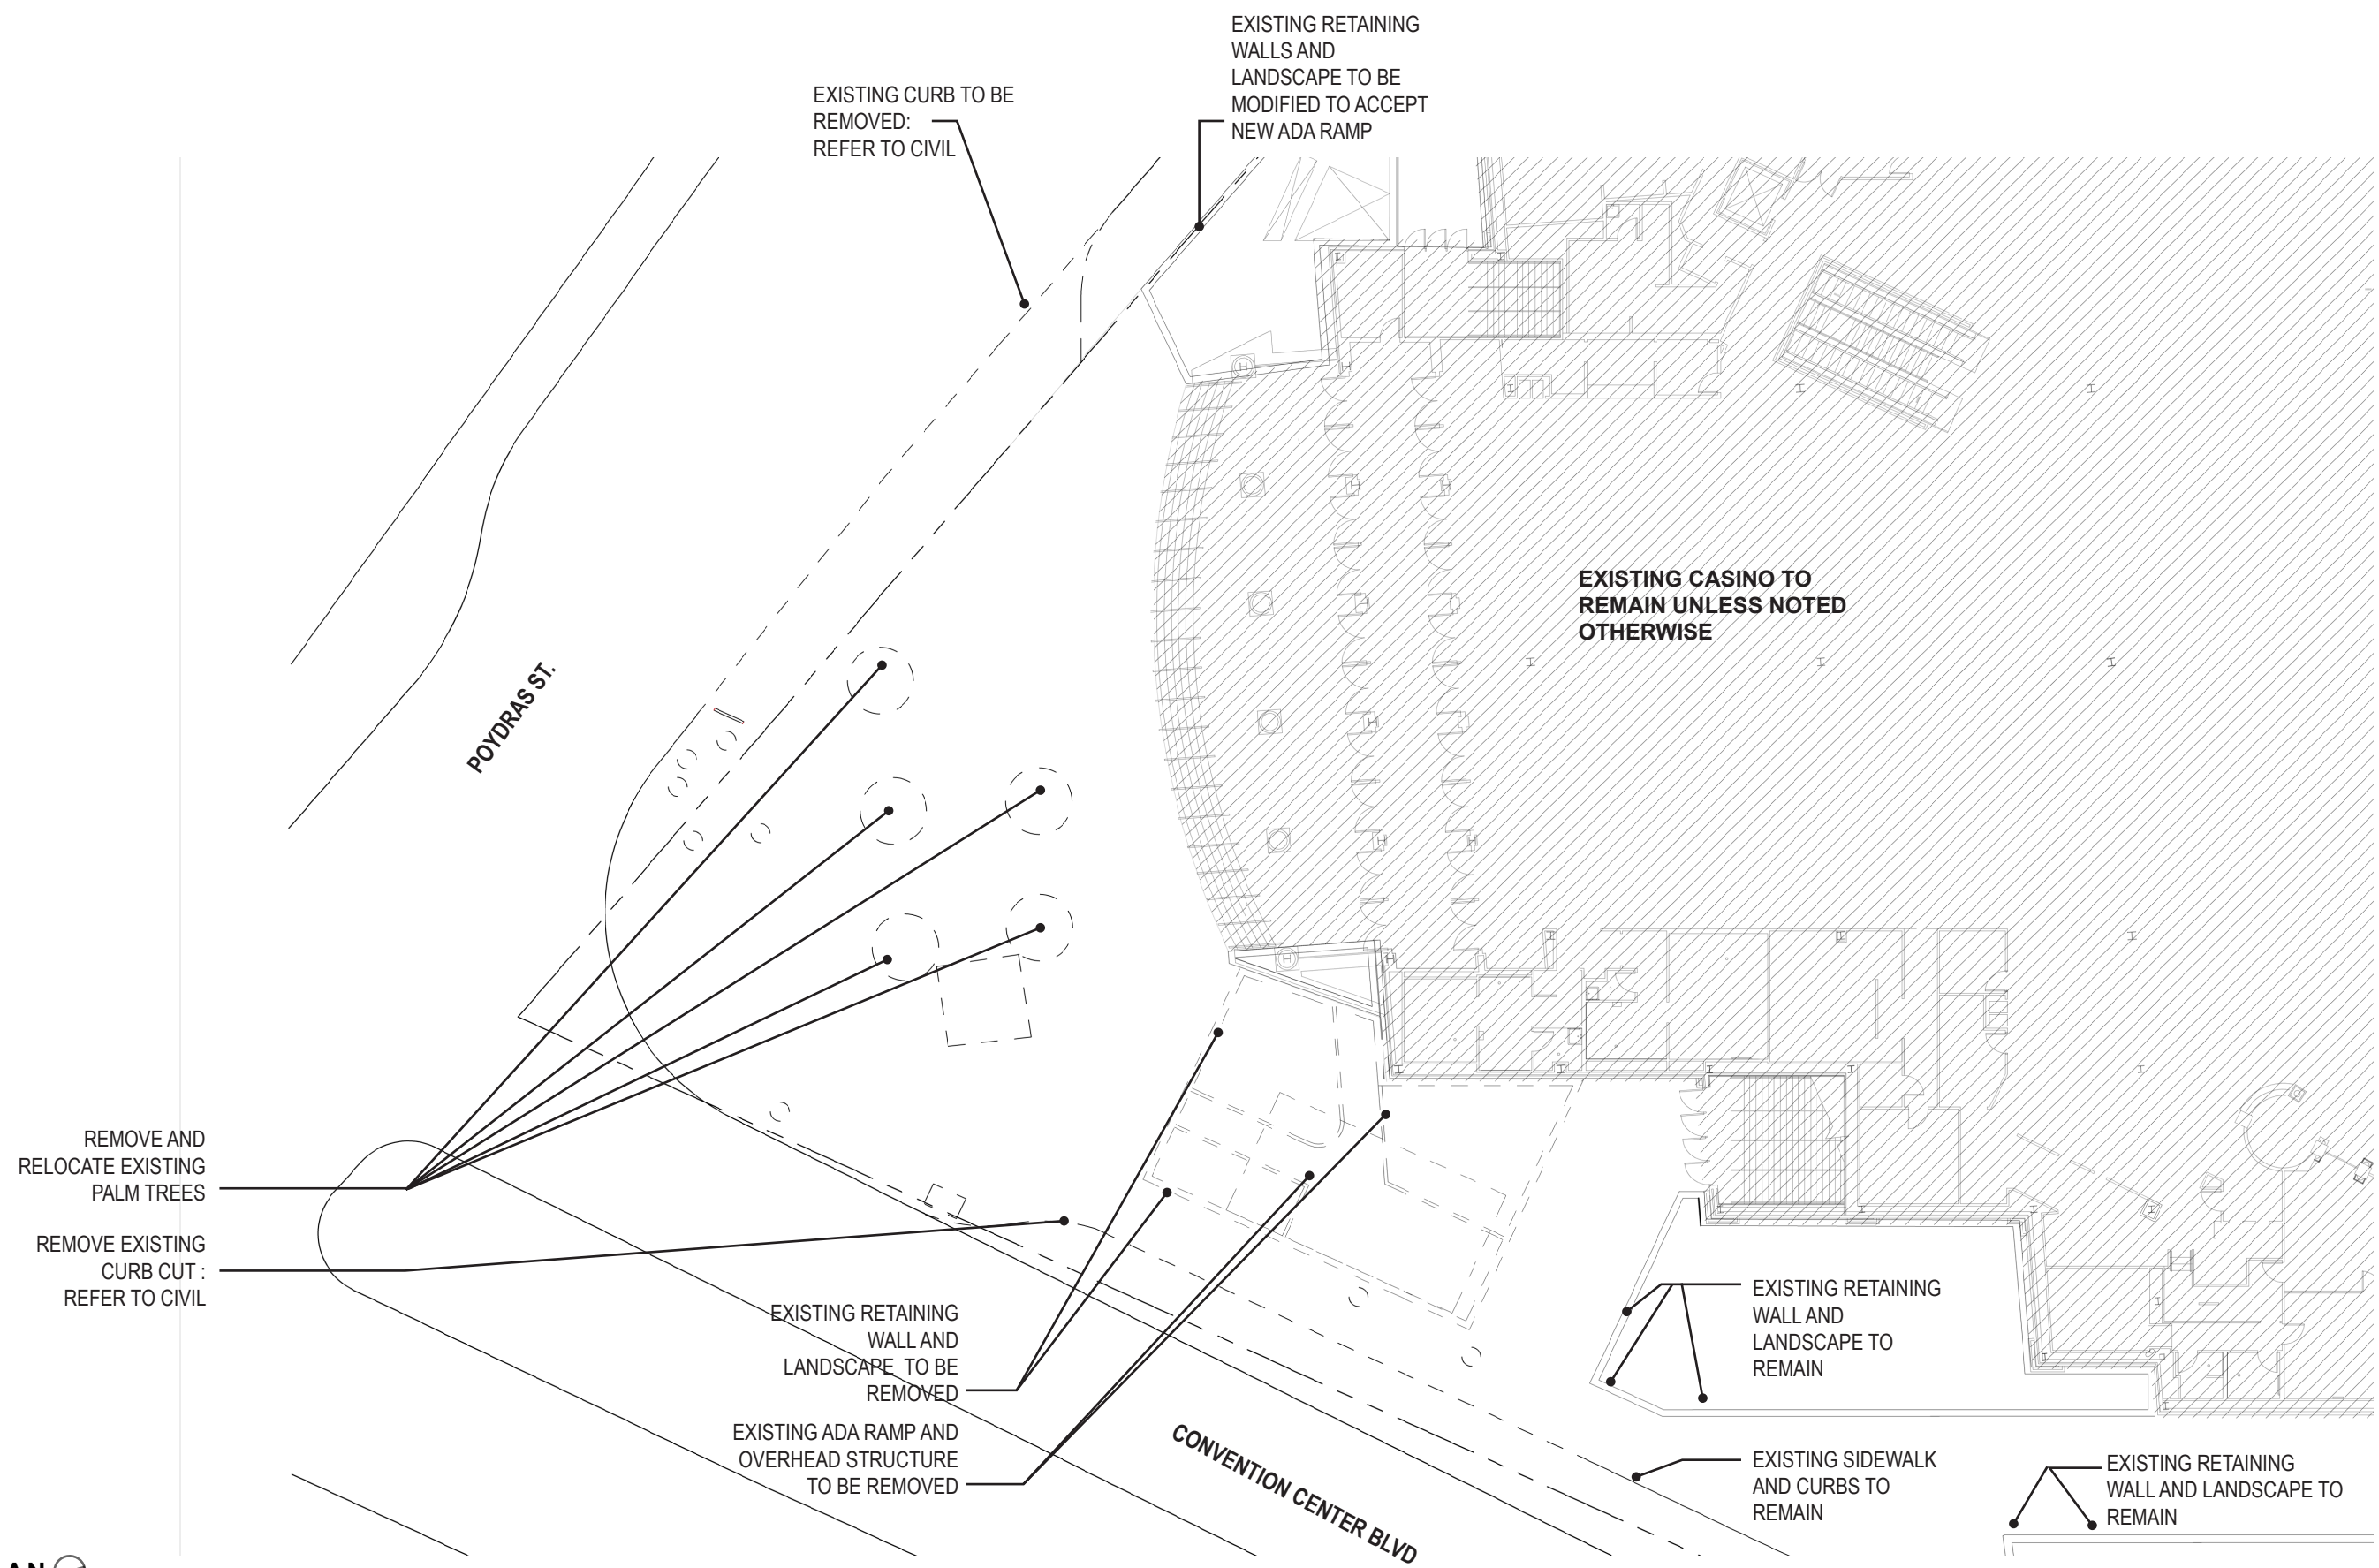 EXISTING RETAINING
WALLS AND
LANDSCAPE TO BE
MODIFIED TO ACCEPT
NEW ADA RAMP
EXISTING CURB TO BE
REMOVED:
REFER TO CIVIL
EXISTING CASINO TO
REMAIN UNLESS NOTED
OTHERWISE
POYDRAS ST.
REMOVE AND
RELOCATE EXISTING
PALM TREES
REMOVE EXISTING
CURB CUT :
REFER TO CIVIL
EXISTING RETAINING
WALL AND
LANDSCAPE TO BE
REMOVED
EXISTING ADA RAMP AND
OVERHEAD STRUCTURE
TO BE REMOVED
CONVENTION CENTER BLVD
EXISTING RETAINING
WALL AND
LANDSCAPE TO
REMAIN
EXISTING SIDEWALK
AND CURBS TO
REMAIN
EXISTING RETAINING
WALL AND LANDSCAPE TO
REMAIN